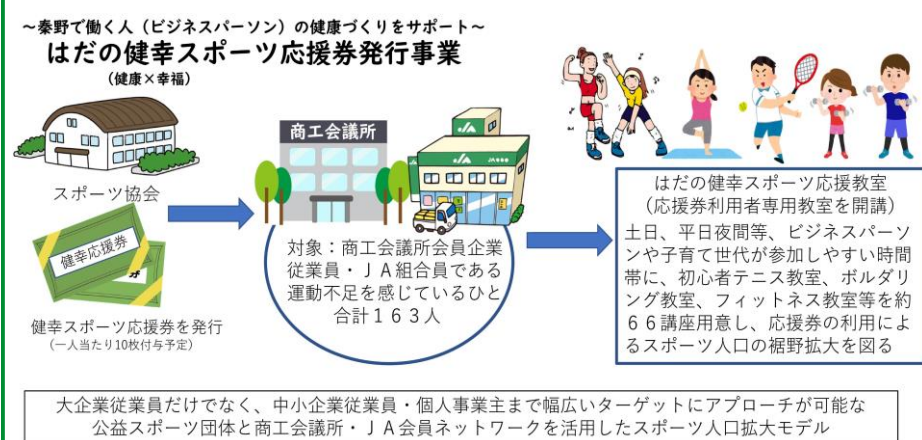 ～秦野で働く人（ビジネスパーソン）の健康づくりをサポート～
はだの健幸スポーツ応援券発行事業
（健康×幸福）
商工会議所
JA
JA
スポーツ協会
健幸応援券
券
健幸スポーツ応援券を発行
（一人当たり10枚付与予定）
対象：商工会議所会員企業
従業員・ＪＡ組合員である
運動不足を感じているひと
合計１６３人
はだの健幸スポーツ応援教室
（応援券利用者専用教室を開講）
土日、平日夜間等、ビジネスパーソ
ンや子育て世代が参加しやすい時間
帯に、初心者テニス教室、ボルダリ
ング教室、フィットネス教室等を約
６６講座用意し、応援券の利用によ
るスポーツ人口の裾野拡大を図る
大企業従業員だけでなく、中小企業従業員・個人事業主まで幅広いターゲットにアプローチが可能な
公益スポーツ団体と商工会議所・ＪＡ会員ネットワークを活用したスポーツ人口拡大モデル